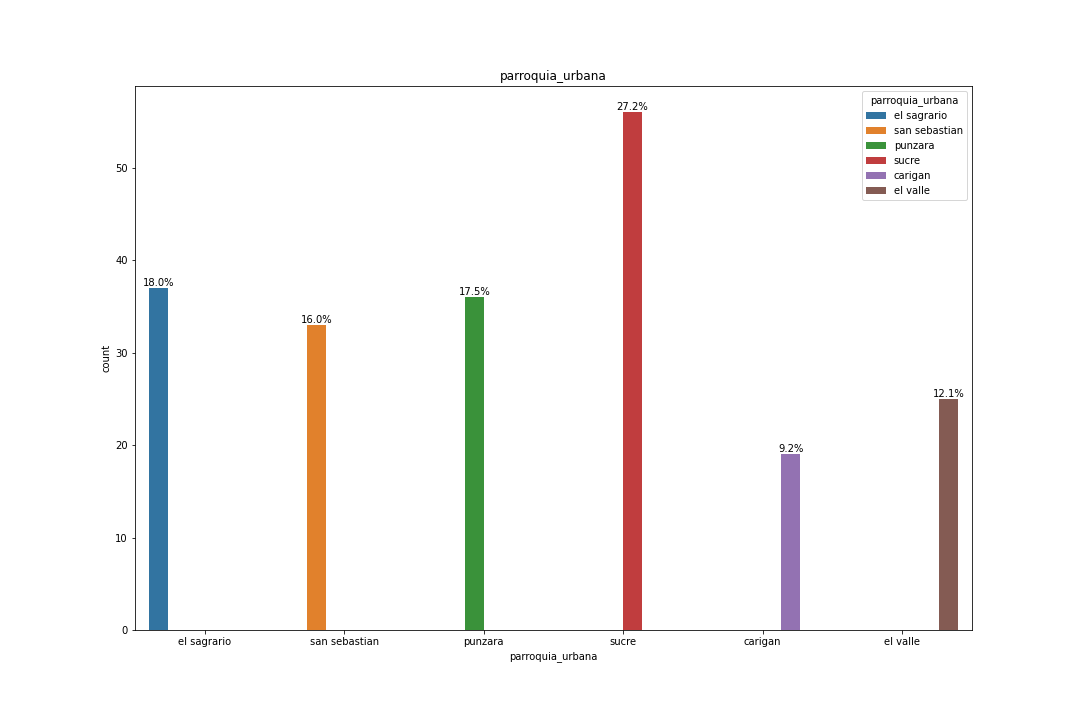 parroquia_urbana
27.2%
parroquia_urbana
el sagrario
san sebastian
punzara
sucre
carigan
el valle
50
40
18.0%
17.5%
16.0%
30
count
12.1%
20
9.2%
10
0
el sagrario san sebastian punzara sucre carigan el valle
parroquia_urbana